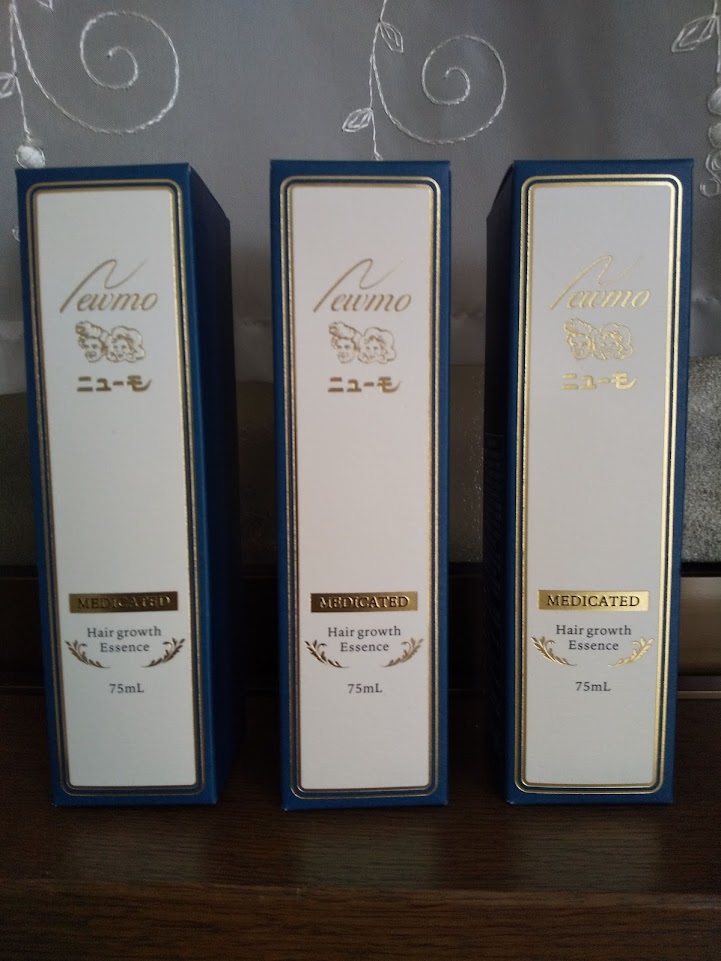 Newmo
ニューモ
MEDICATED
Hair growth
Essence
75mL
Newmo
ニューモ
MEDICATED
Hair growth
Essence
75mL
Newmo
ニューモ
MEDICATED
Hair growth
Essence
75mL